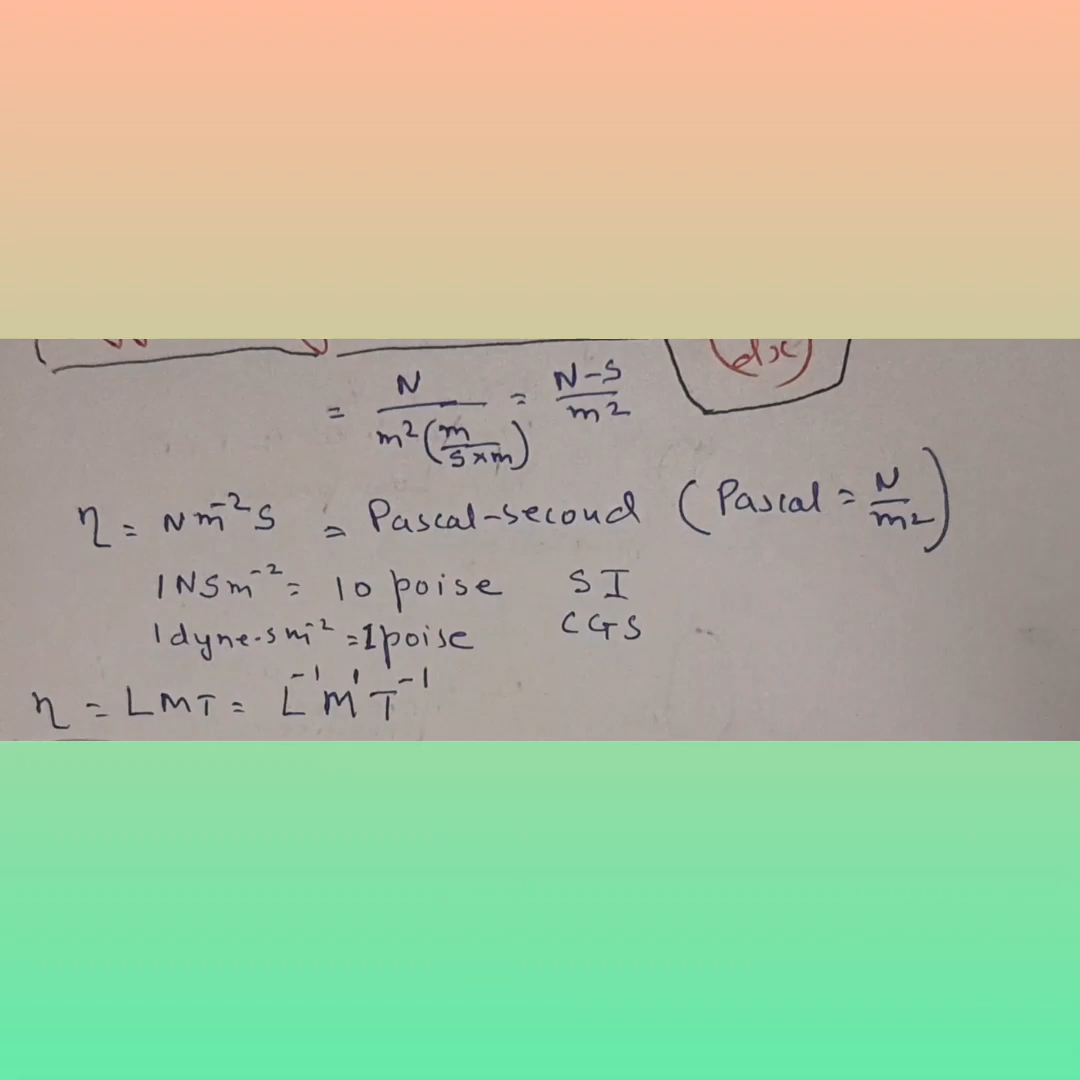 (dx)
= N / m²(m / s×m) = N-S / m²
η = Nm⁻²S = Pascal-second (Pascal = N / m²)
1NSm⁻² = 10 poise SI
1dyne-sm⁻² = 1poise CGS
η = LMT = L⁻¹M¹T⁻¹